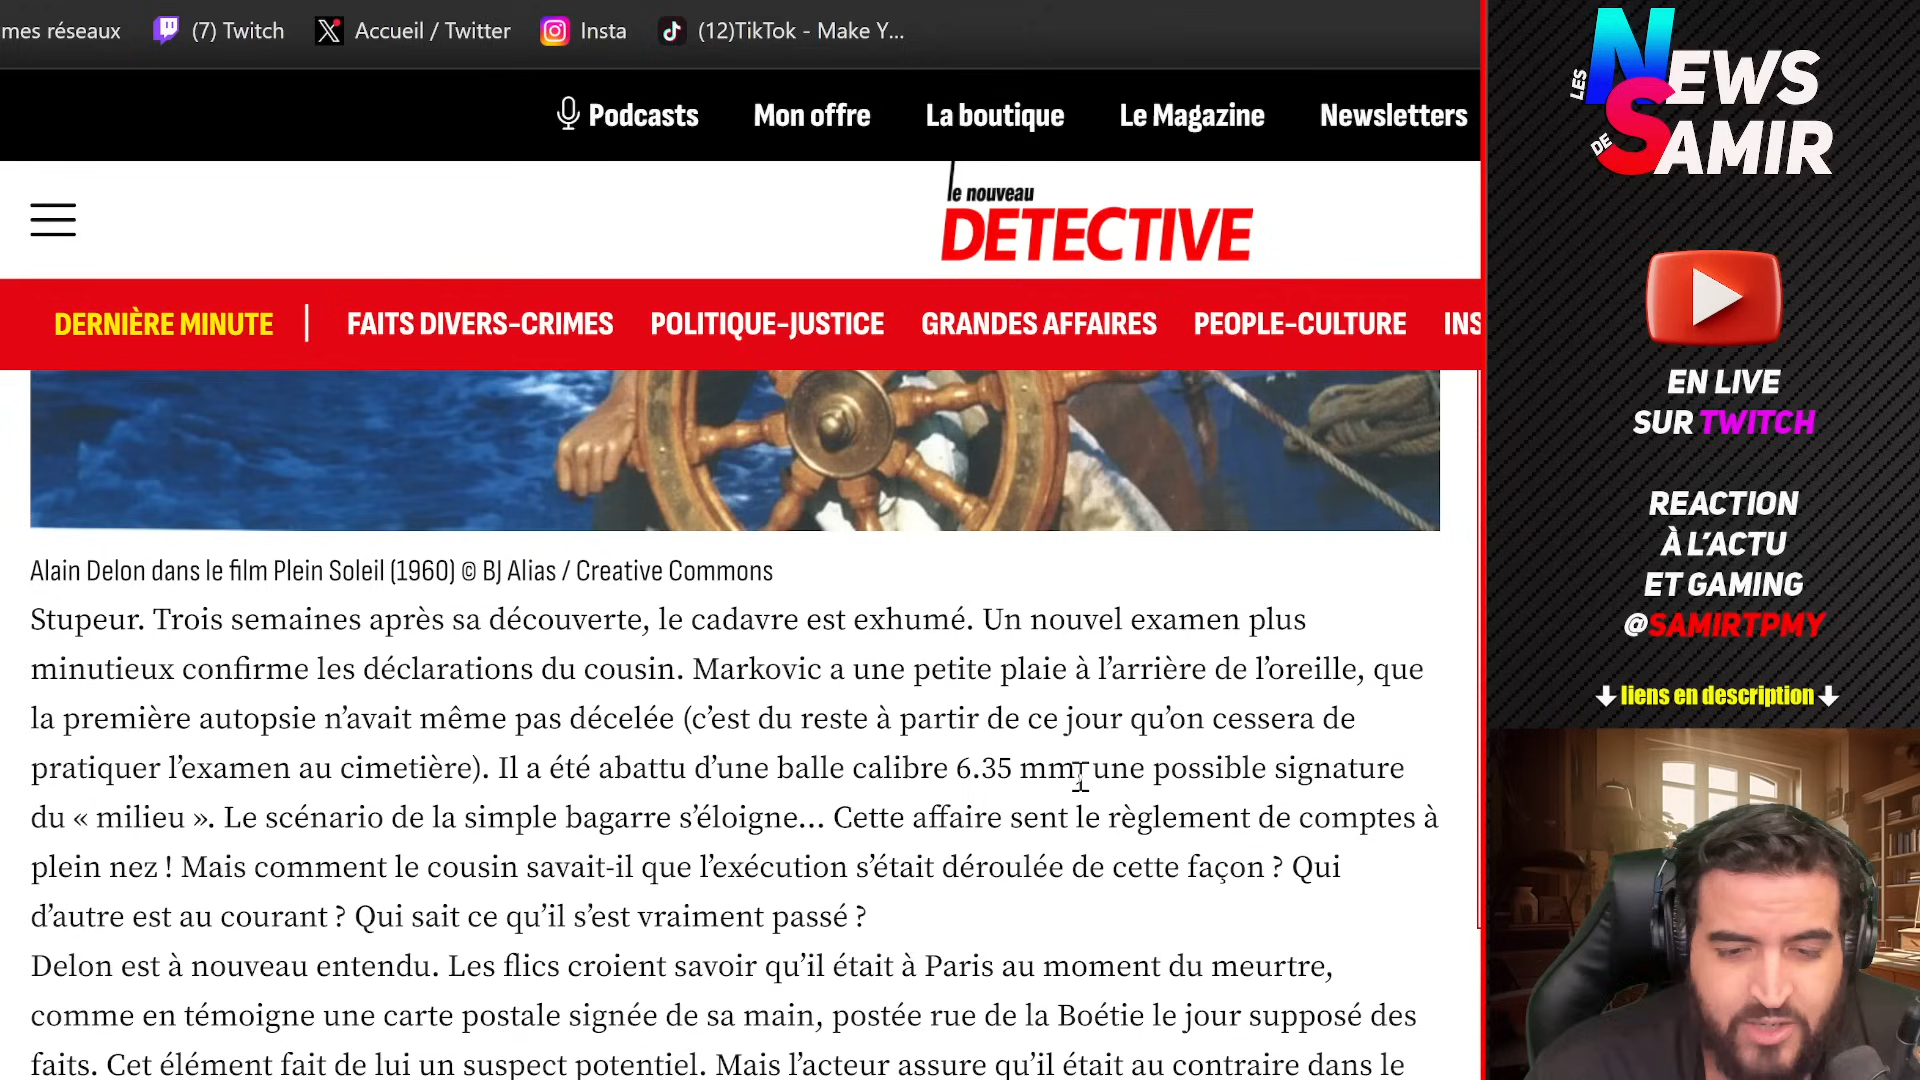 mes réseaux (7) Twitch Accueil / Twitter Insta (12)TikTok - Make Y...
Podcasts Mon offre La boutique Le Magazine Newsletters
le nouveau
DETECTIVE
DERNIÈRE MINUTE | FAITS DIVERS-CRIMES POLITIQUE-JUSTICE GRANDES AFFAIRES PEOPLE-CULTURE INS
Alain Delon dans le film Plein Soleil (1960) © BJ Alias / Creative Commons
Stupeur. Trois semaines après sa découverte, le cadavre est exhumé. Un nouvel examen plus
minutieux confirme les déclarations du cousin. Markovic a une petite plaie à l’arrière de l’oreille, que
la première autopsie n’avait même pas décelée (c’est du reste à partir de ce jour qu’on cessera de
pratiquer l’examen au cimetière). Il a été abattu d’une balle calibre 6.35 mm, une possible signature
du « milieu ». Le scénario de la simple bagarre s’éloigne… Cette affaire sent le règlement de comptes à
plein nez ! Mais comment le cousin savait-il que l’exécution s’était déroulée de cette façon ? Qui
d’autre est au courant ? Qui sait ce qu’il s’est vraiment passé ?
Delon est à nouveau entendu. Les flics croient savoir qu’il était à Paris au moment du meurtre,
comme en témoigne une carte postale signée de sa main, postée rue de la Boétie le jour supposé des
faits. Cet élément fait de lui un suspect potentiel. Mais l’acteur assure qu’il était au contraire dans le
LES NEWS
DE SAMIR
EN LIVE
SUR TWITCH
REACTION
À L'ACTU
ET GAMING
@SAMIRTPMY
liens en description